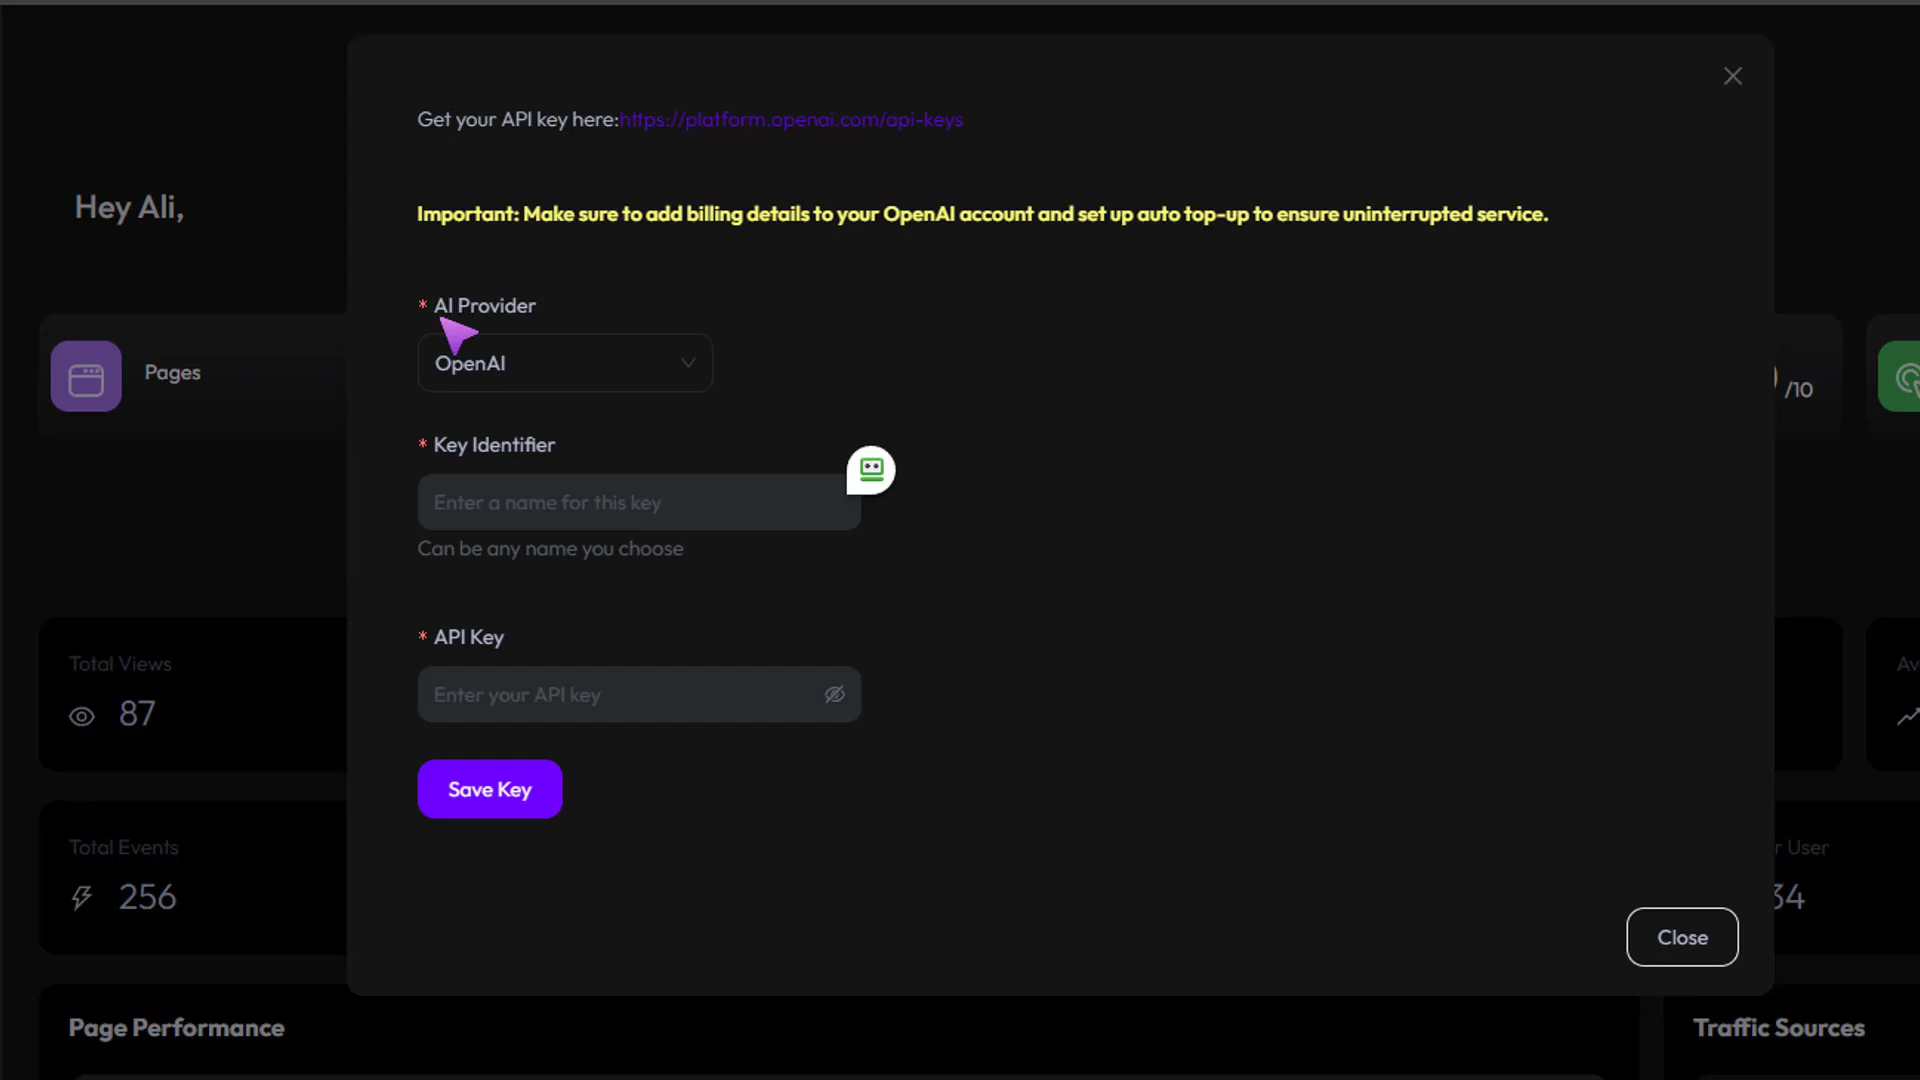 Get your API key here:https://platform.openai.com/api-keys
Hey Ali,
Important: Make sure to add billing details to your OpenAI account and set up auto top-up to ensure uninterrupted service.
* AI Provider
OpenAI
Pages
/10
* Key Identifier
Enter a name for this key
Can be any name you choose
* API Key
Enter your API key
Total Views
87
Av
Save Key
Total Events
256
r User
34
Close
Page Performance
Traffic Sources